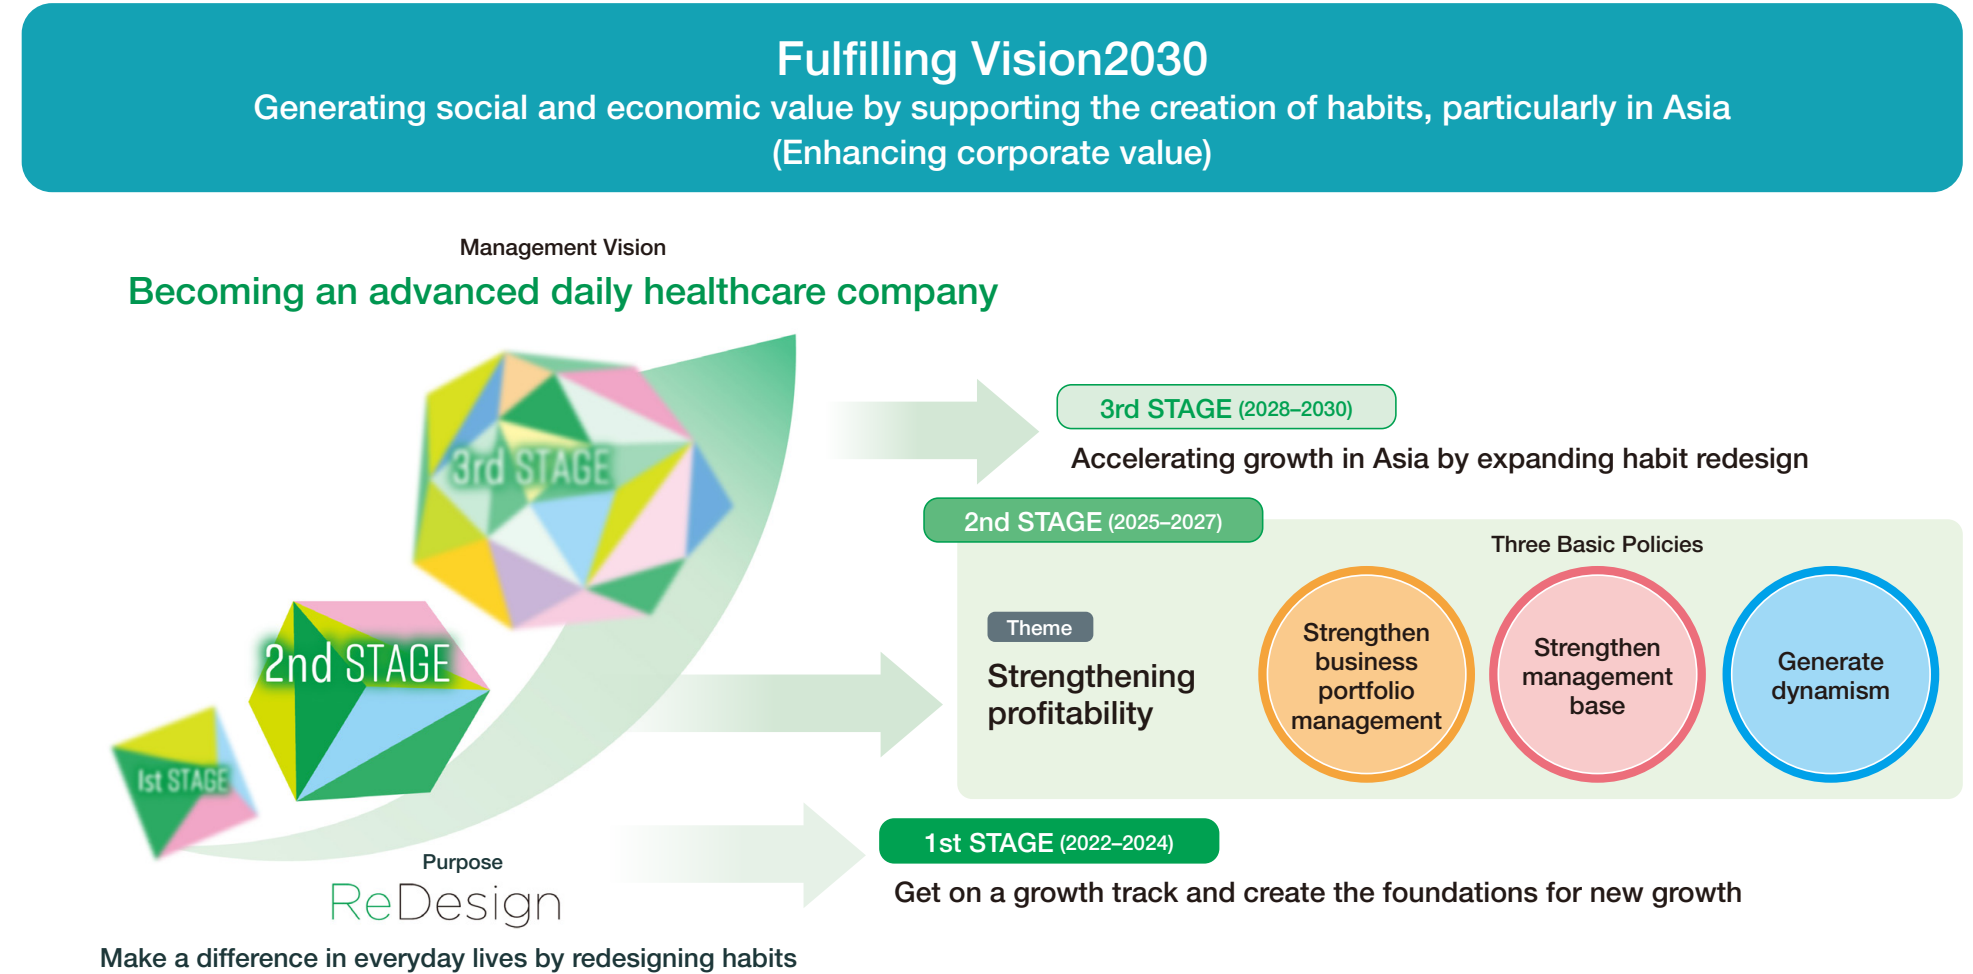 Fulfilling Vision2030
Generating social and economic value by supporting the creation of habits, particularly in Asia
(Enhancing corporate value)
Management Vision
Becoming an advanced daily healthcare company
3rd STAGE
2nd STAGE
1st STAGE
Purpose
ReDesign
Make a difference in everyday lives by redesigning habits
3rd STAGE (2028–2030)
Accelerating growth in Asia by expanding habit redesign
2nd STAGE (2025–2027)
Theme
Strengthening
profitability
Three Basic Policies
Strengthen
business
portfolio
management
Strengthen
management
base
Generate
dynamism
1st STAGE (2022–2024)
Get on a growth track and create the foundations for new growth